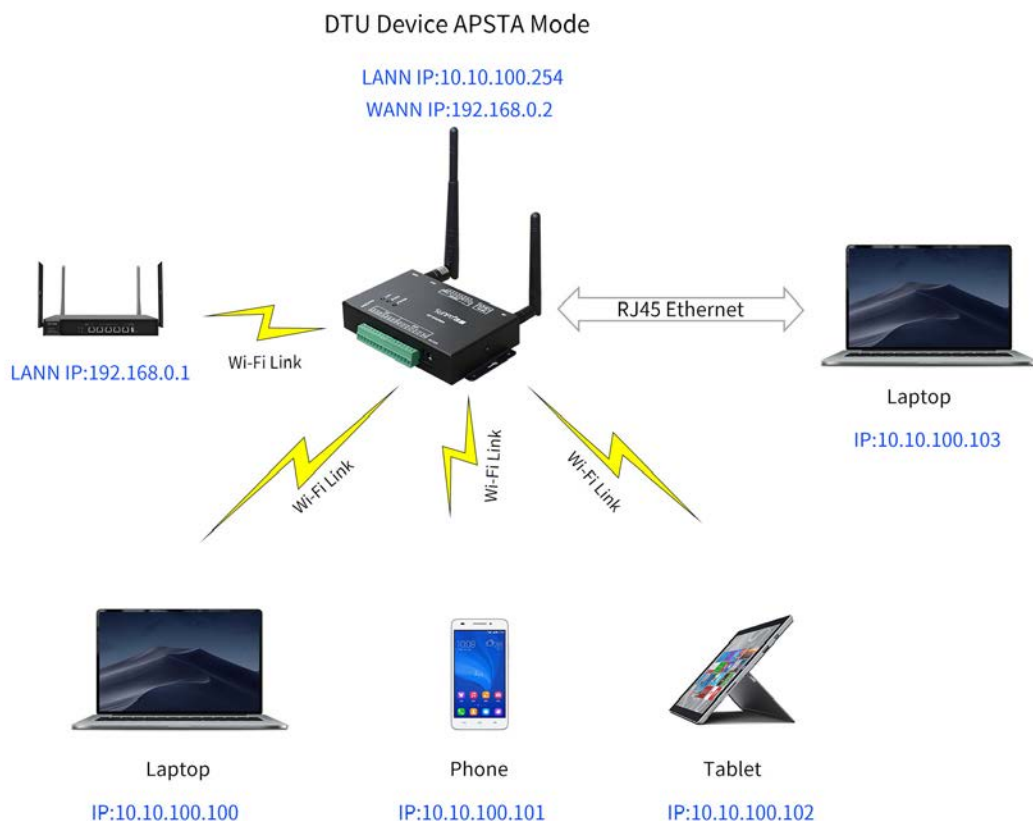 DTU Device APSTA Mode
LANN IP:10.10.100.254
WANN IP:192.168.0.2
RJ45 Ethernet
Wi-Fi Link
LANN IP:192.168.0.1
Laptop
IP:10.10.100.103
Wi-Fi Link
Wi-Fi Link
Wi-Fi Link
Laptop
Phone
Tablet
IP:10.10.100.100
IP:10.10.100.101
IP:10.10.100.102